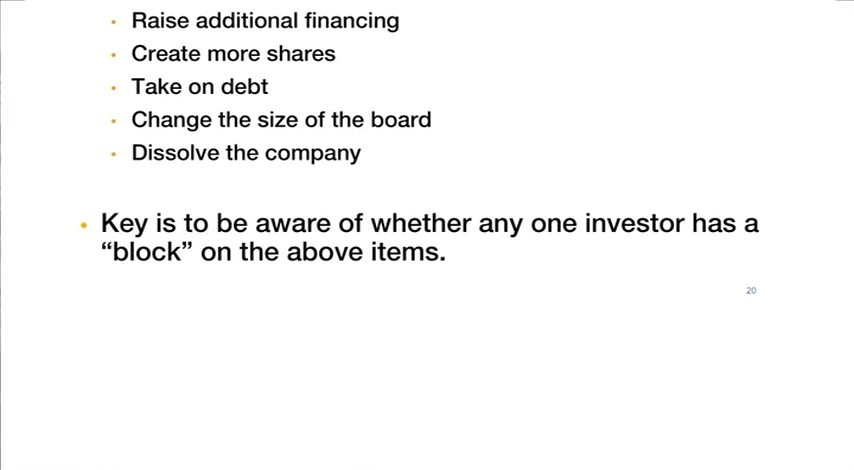 • Raise additional financing
• Create more shares
• Take on debt
• Change the size of the board
• Dissolve the company
• Key is to be aware of whether any one investor has a
“block” on the above items.
20